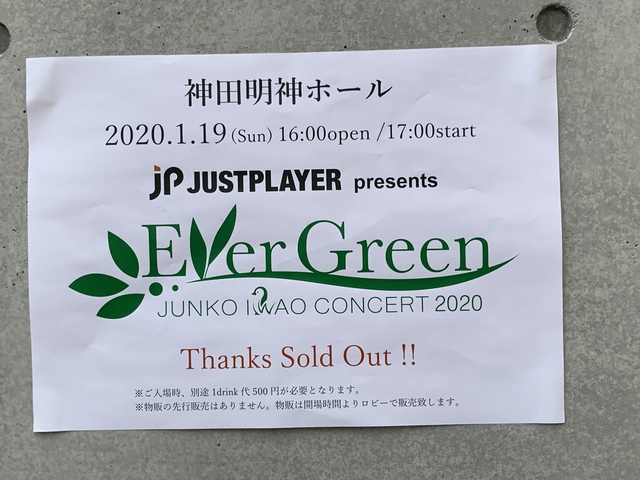 神田明神ホール
2020.1.19 (Sun) 16:00open /17:00start
JP JUSTPLAYER presents
EVer Green
JUNKO IWAO CONCERT 2020
Thanks Sold Out !!
※ご入場時、別途 1drink 代 500 円が必要となります。
※物販の先行販売はありません。物販は開場時間よりロビーで販売致します。